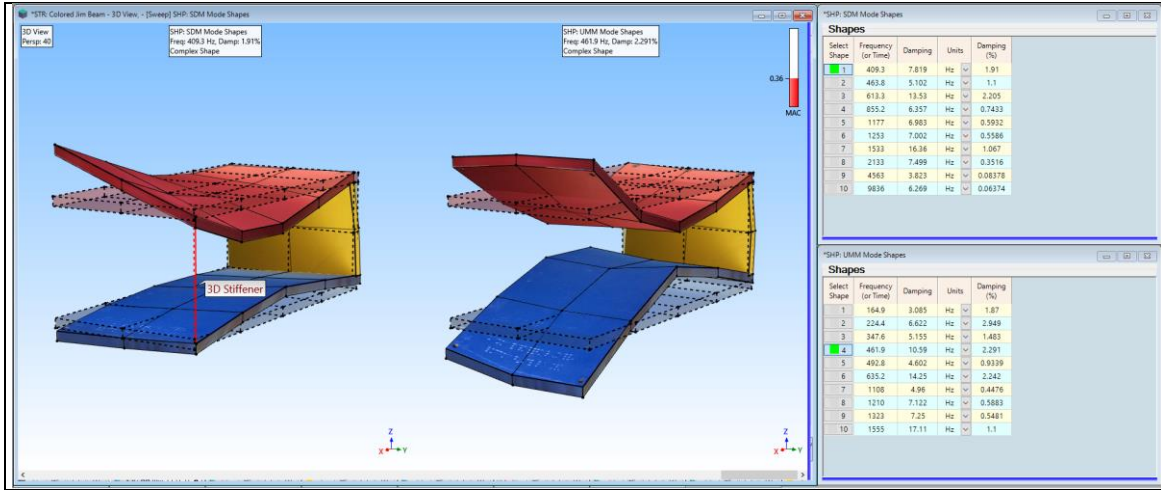 *STR: Colored Jim Beam - 3D View, - [Sweep] SHP: SDM Mode Shapes
3D View
Persp: 40
SHP: SDM Mode Shapes
Freq: 409.3 Hz, Damp: 1.91%
Complex Shape
SHP: UMM Mode Shapes
Freq: 461.9 Hz, Damp: 2.291%
Complex Shape
0.36
MAC
3D Stiffener
Z
X Y
Z
X Y
*SHP: SDM Mode Shapes
Shapes
Select Shape Frequency (or Time) Damping Units Damping (%)
1 409.3 7.819 Hz 1.91
2 463.8 5.102 Hz 1.1
3 613.3 13.53 Hz 2.205
4 855.2 6.357 Hz 0.7433
5 1177 6.983 Hz 0.5932
6 1253 7.002 Hz 0.5586
7 1533 16.36 Hz 1.067
8 2133 7.499 Hz 0.3516
9 4563 3.823 Hz 0.08378
10 9836 6.269 Hz 0.06374
*SHP: UMM Mode Shapes
Shapes
Select Shape Frequency (or Time) Damping Units Damping (%)
1 164.9 3.085 Hz 1.87
2 224.4 6.622 Hz 2.949
3 347.6 5.155 Hz 1.483
4 461.9 10.59 Hz 2.291
5 492.8 4.602 Hz 0.9339
6 635.2 14.25 Hz 2.242
7 1108 4.96 Hz 0.4476
8 1210 7.122 Hz 0.5883
9 1323 7.25 Hz 0.5481
10 1555 17.11 Hz 1.1